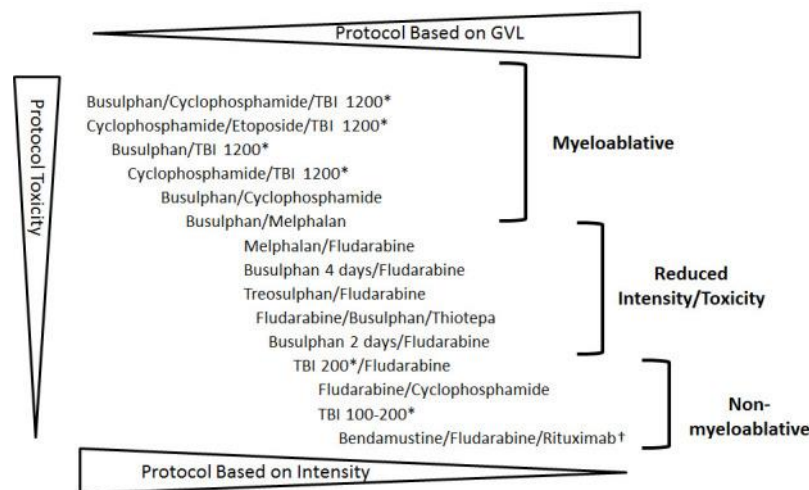 Protocol Based on GVL
Protocol Toxicity
Busulphan/Cyclophosphamide/TBI 1200*
Cyclophosphamide/Etoposide/TBI 1200*
Busulphan/TBI 1200*
Cyclophosphamide/TBI 1200*
Busulphan/Cyclophosphamide
Busulphan/Melphalan
Myeloablative
Melphalan/Fludarabine
Busulphan 4 days/Fludarabine
Treosulphan/Fludarabine
Fludarabine/Busulphan/Thiotepa
Busulphan 2 days/Fludarabine
Reduced
Intensity/Toxicity
TBI 200*/Fludarabine
Fludarabine/Cyclophosphamide
TBI 100-200*
Bendamustine/Fludarabine/Rituximab†
Non-
myeloablative
Protocol Based on Intensity